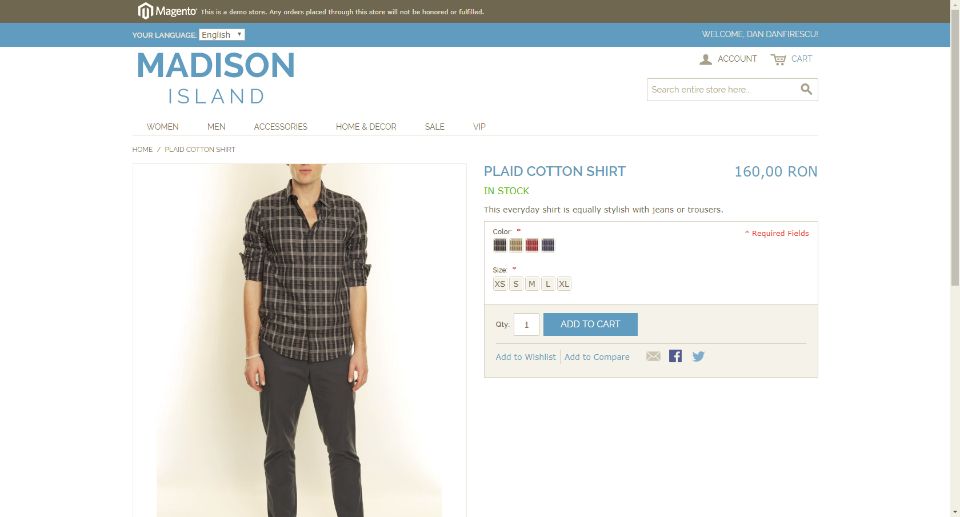 Magento This is a demo store. Any orders placed through this store will not be honored or fulfilled.
YOUR LANGUAGE: English
WELCOME, DAN DANFIRESCU!
MADISON
ISLAND
ACCOUNT CART
Search entire store here...
WOMEN MEN ACCESSORIES HOME & DECOR SALE VIP
HOME / PLAID COTTON SHIRT
PLAID COTTON SHIRT 160,00 RON
IN STOCK
This everyday shirt is equally stylish with jeans or trousers.
Color: *
* Required Fields
Size: *
XS S M L XL
Qty: 1 ADD TO CART
Add to Wishlist Add to Compare